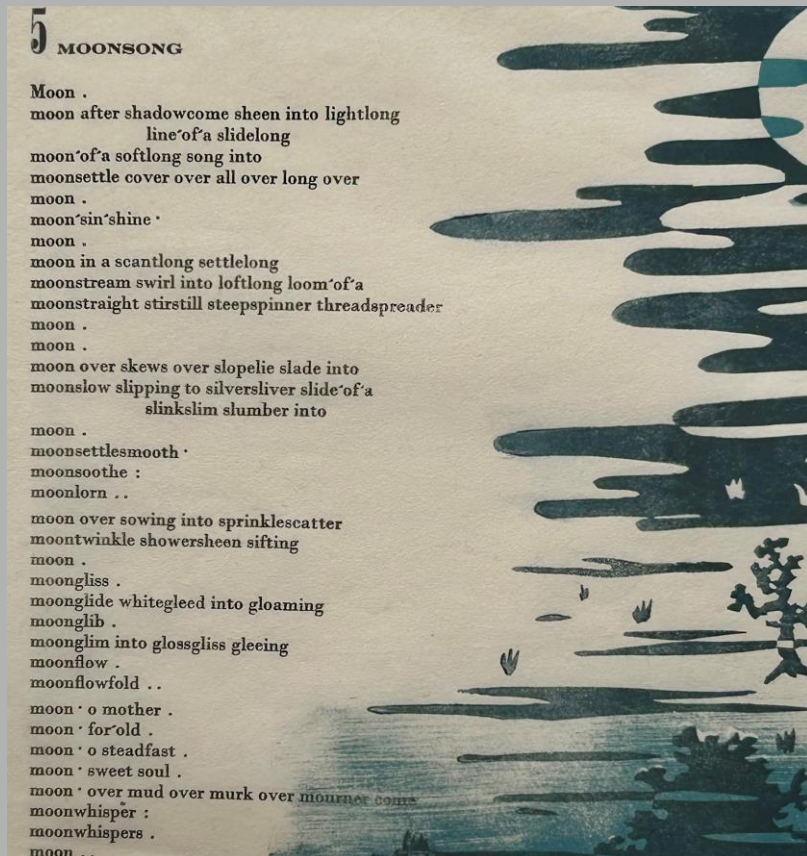 5 MOONSONG
Moon .
moon after shadowcome sheen into lightlong
line´of´a slidelong
moon´of´a softlong song into
moonsettle cover over all over long over
moon .
moon´sin´shine ·
moon .
moon in a scantlong settlelong
moonstream swirl into loftlong loom´of´a
moonstraight stirstill steepspinner threadspreader
moon .
moon .
moon over skews over slopelie slade into
moonslow slipping to silversliver slide´of´a
slinkslim slumber into
moon .
moonsettlesmooth ·
moonsoothe :
moonlorn . .
moon over sowing into sprinklescatter
moontwinkle showersheen sifting
moon .
moongliss .
moonglide whitegleed into gloaming
moonglib .
moonglim into glossgliss gleeing
moonflow .
moonflowfold . .
moon · o mother .
moon · for´old .
moon · o steadfast .
moon · sweet soul .
moon · over mud over murk over mourner come
moonwhisper :
moonwhispers .
moon . .